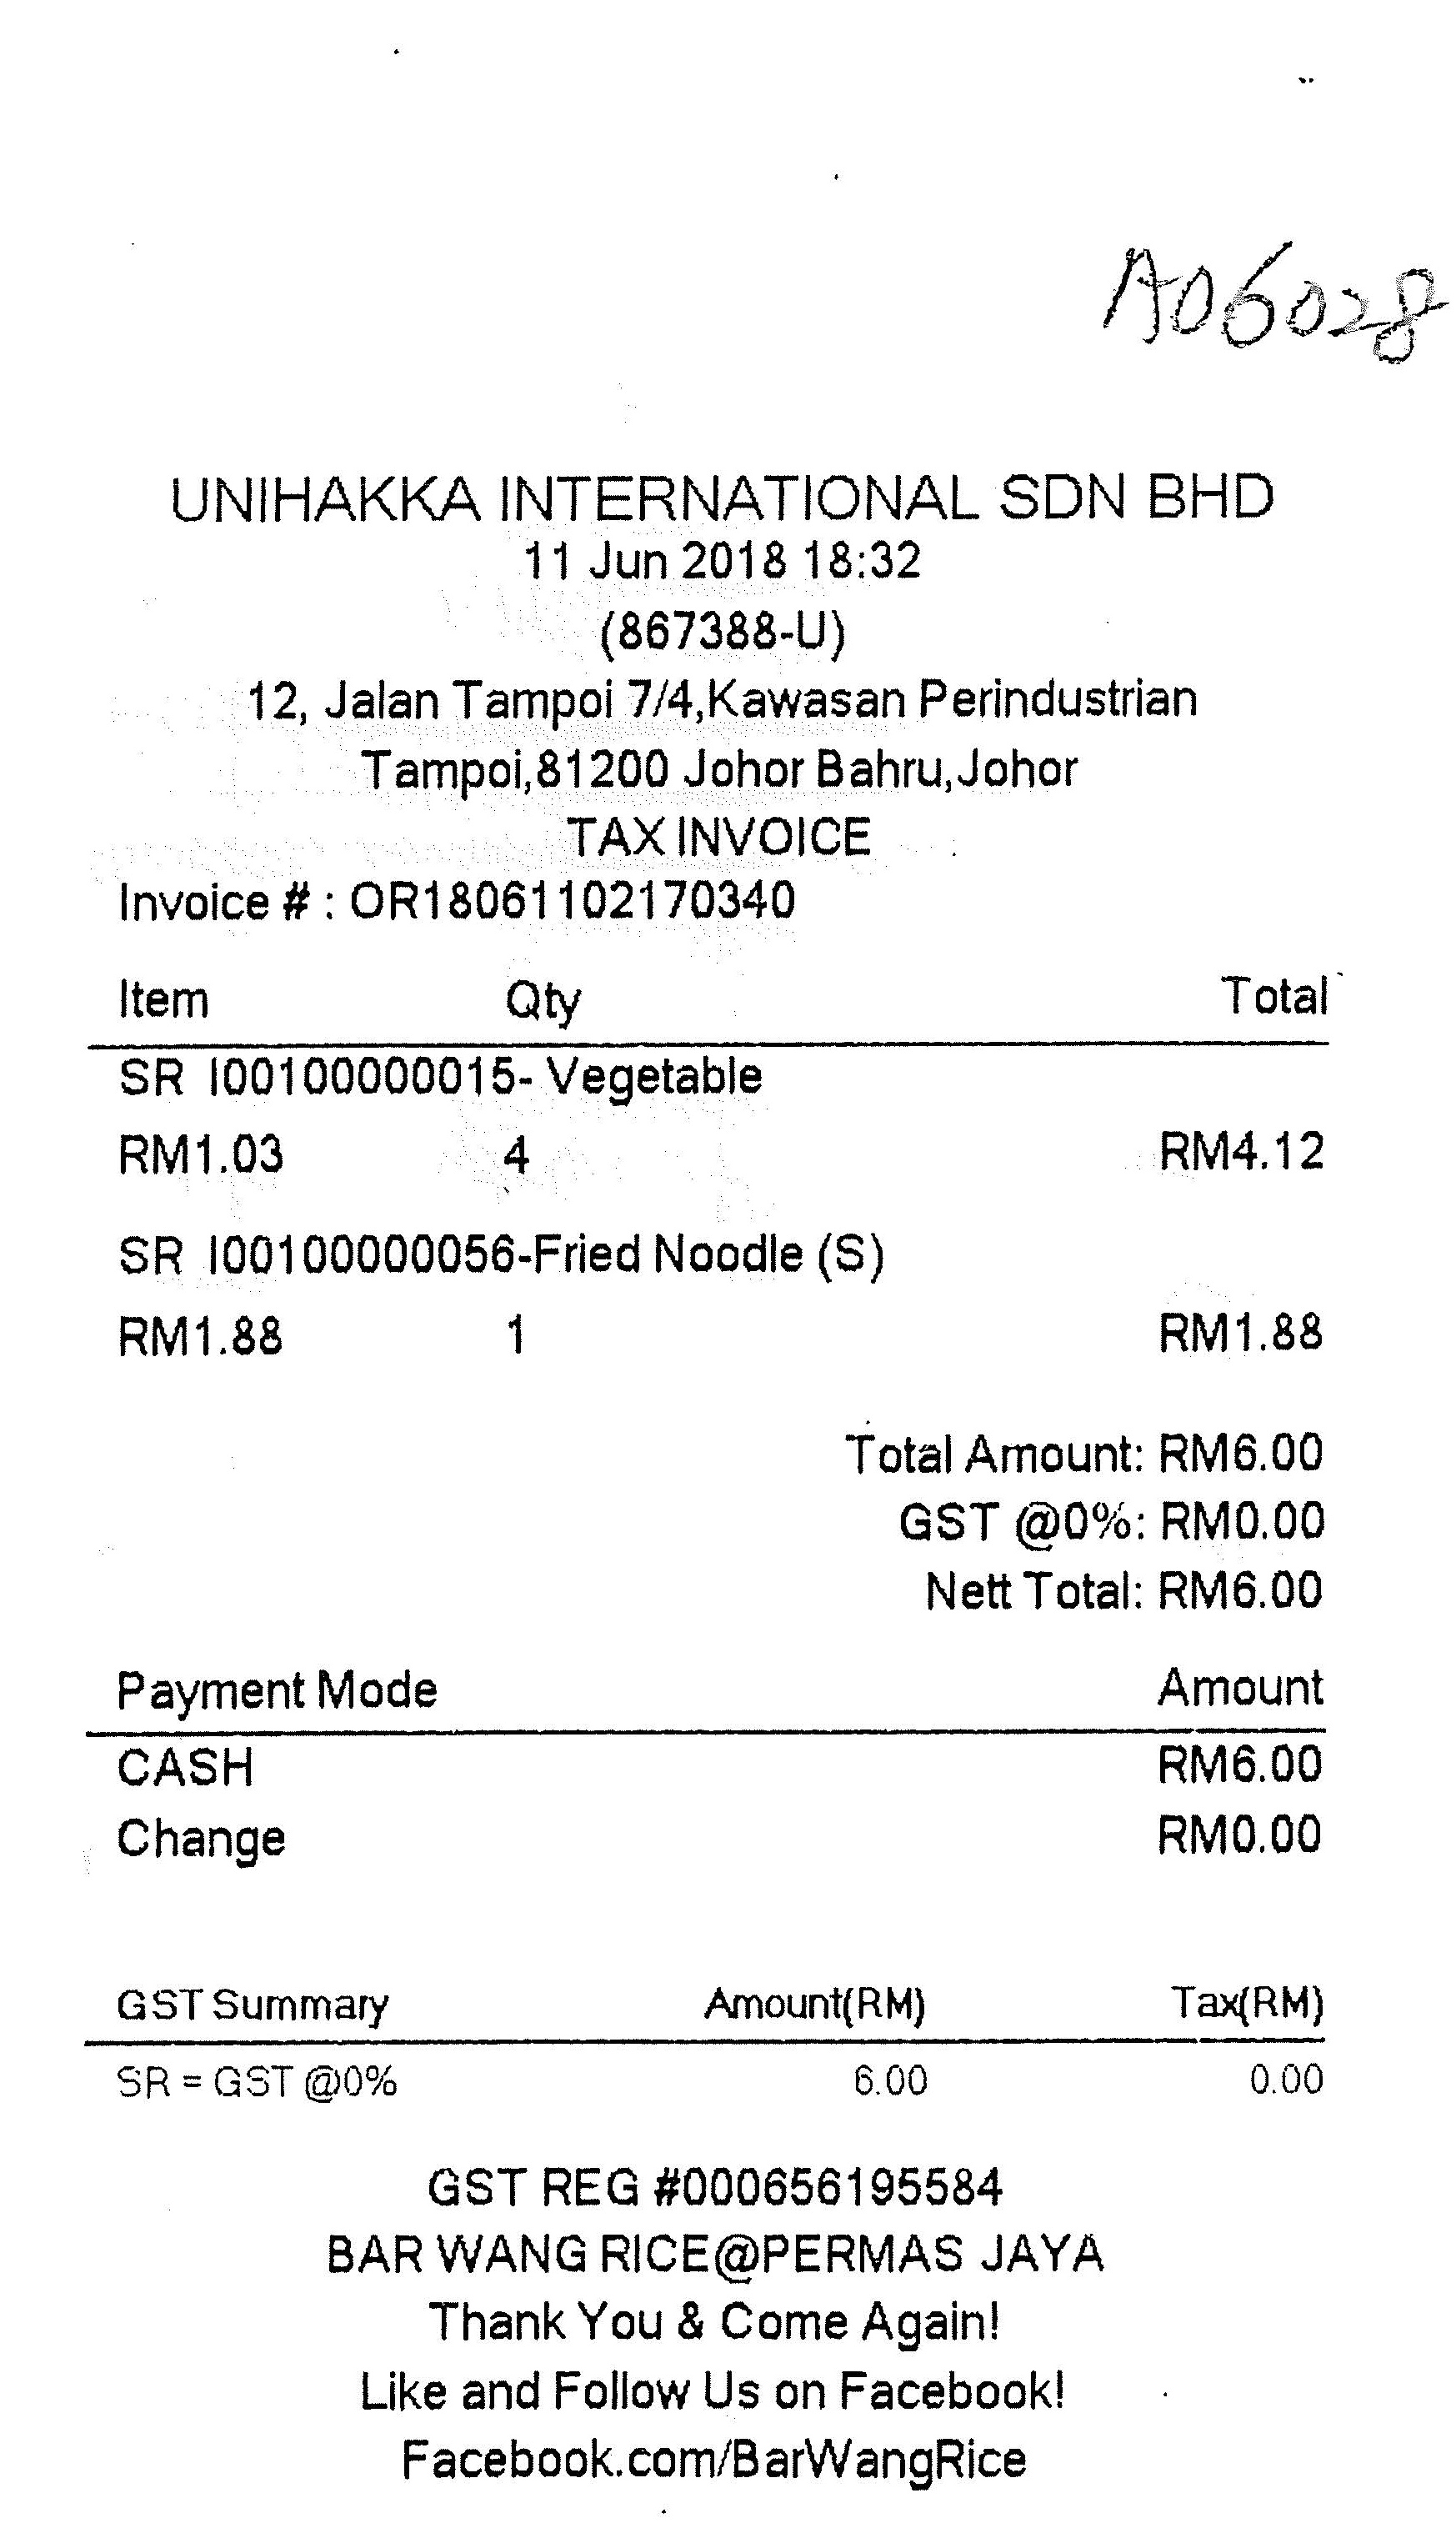 A06028
UNIHAKKA INTERNATIONAL SDN BHD
11 Jun 2018 18:32
(867388-U)
12, Jalan Tampoi 7/4,Kawasan Perindustrian
Tampoi,81200 Johor Bahru,Johor
TAX INVOICE
Invoice # : OR18061102170340
Item Qty Total
SR I00100000015- Vegetable
RM1.03 4 RM4.12
SR I00100000056-Fried Noodle (S)
RM1.88 1 RM1.88
Total Amount: RM6.00
GST @0%: RM0.00
Nett Total: RM6.00
Payment Mode Amount
CASH RM6.00
Change RM0.00
GST Summary Amount(RM) Tax(RM)
SR = GST @0% 6.00 0.00
GST REG #000656195584
BAR WANG RICE@PERMAS JAYA
Thank You & Come Again!
Like and Follow Us on Facebook!
Facebook.com/BarWangRice